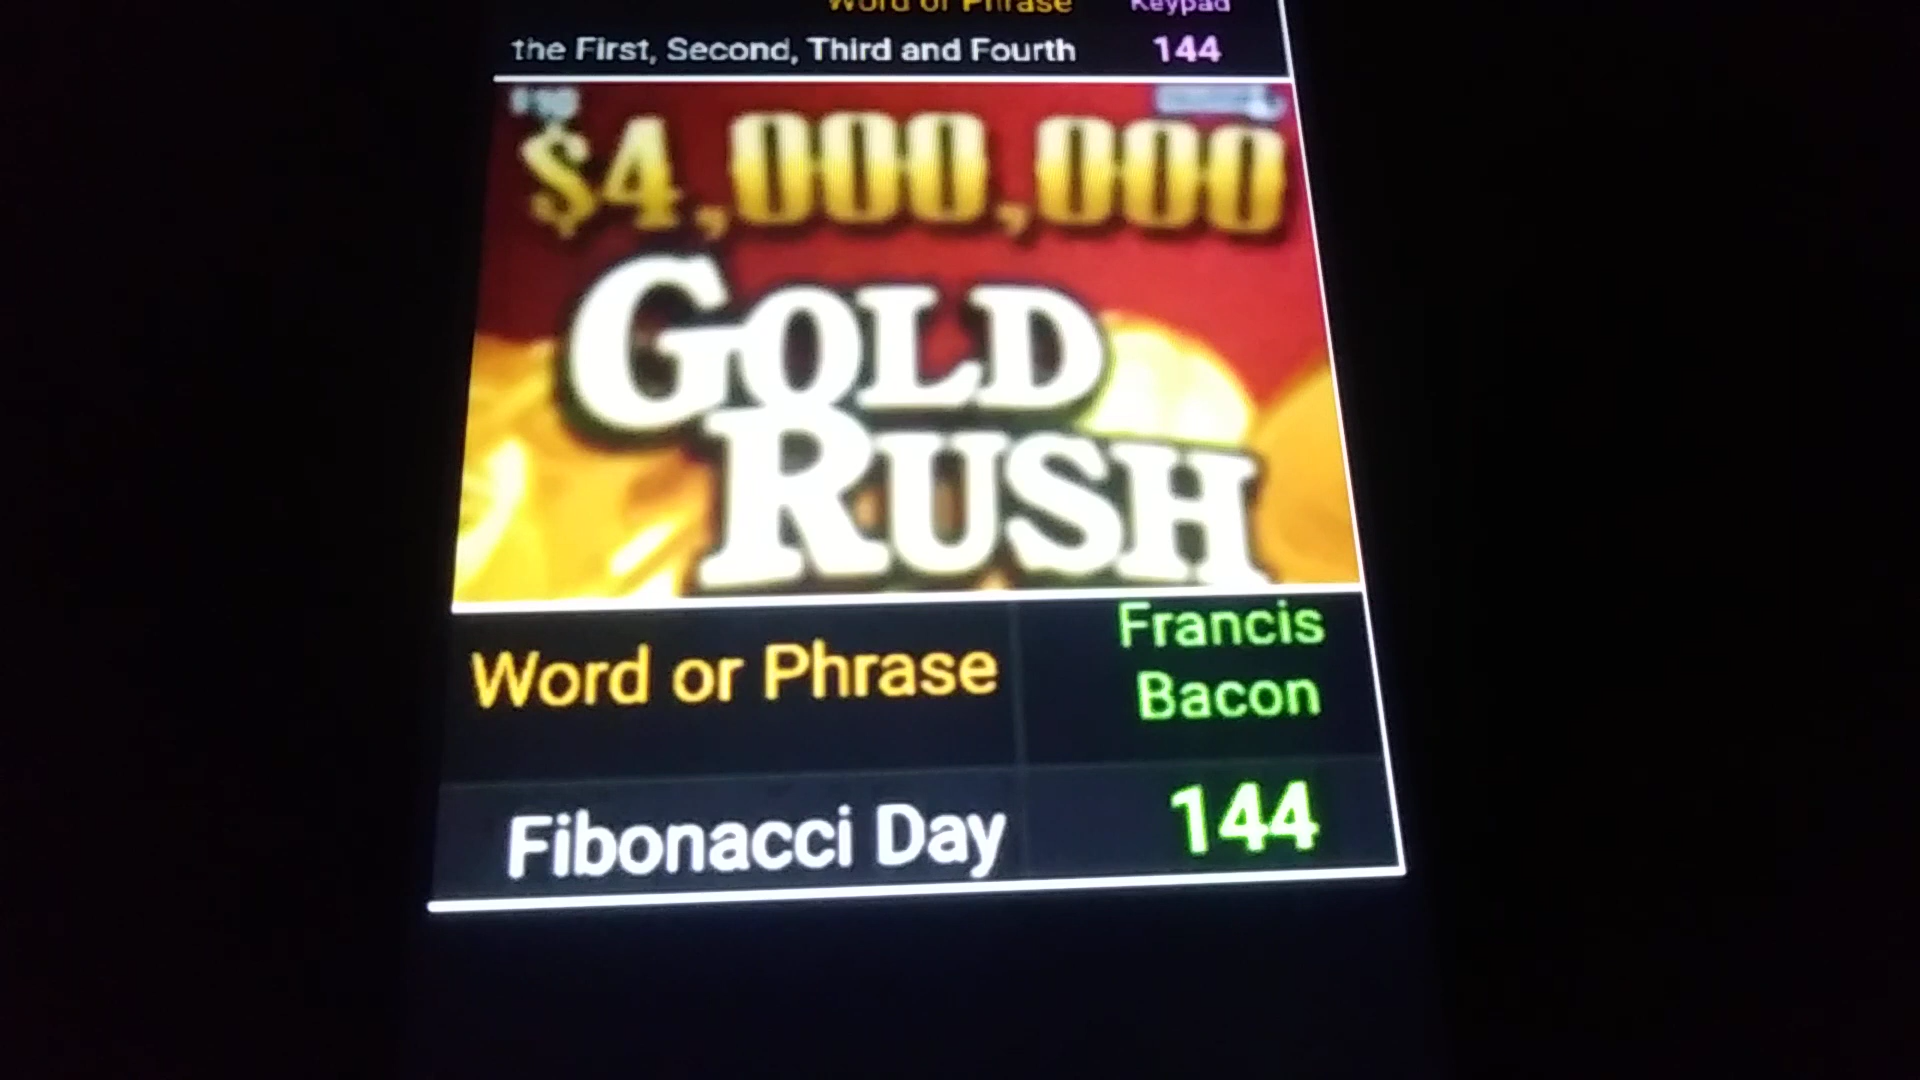 Word or Phrase Keypad
the First, Second, Third and Fourth 144
$4,000,000
GOLD
RUSH
Word or Phrase Francis Bacon
Fibonacci Day 144